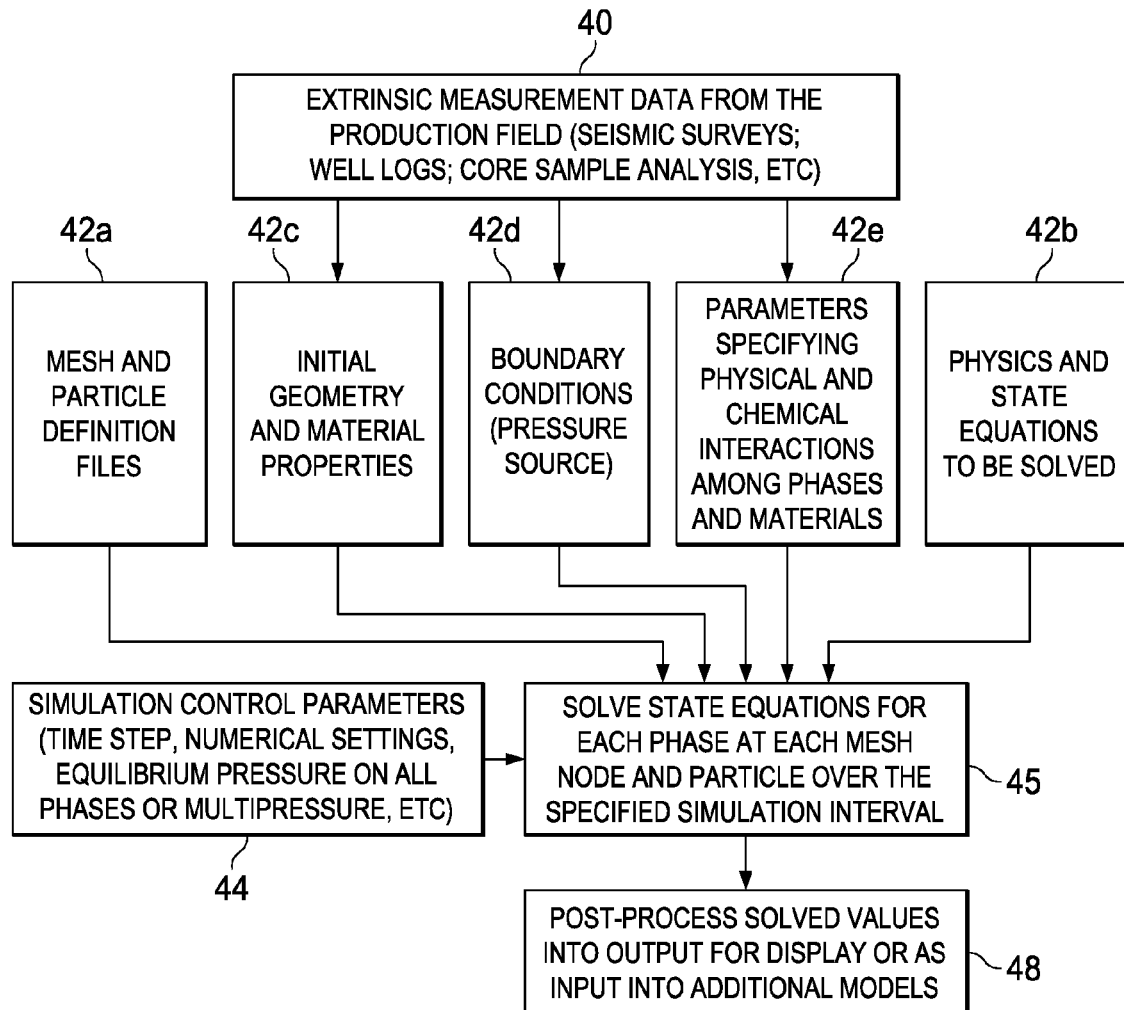 40
EXTRINSIC MEASUREMENT DATA FROM THE
PRODUCTION FIELD (SEISMIC SURVEYS;
WELL LOGS; CORE SAMPLE ANALYSIS, ETC)
42a
MESH AND
PARTICLE
DEFINITION
FILES
42c
INITIAL
GEOMETRY
AND MATERIAL
PROPERTIES
42d
BOUNDARY
CONDITIONS
(PRESSURE
SOURCE)
42e
PARAMETERS
SPECIFYING
PHYSICAL AND
CHEMICAL
INTERACTIONS
AMONG PHASES
AND MATERIALS
42b
PHYSICS AND
STATE
EQUATIONS
TO BE SOLVED
SIMULATION CONTROL PARAMETERS
(TIME STEP, NUMERICAL SETTINGS,
EQUILIBRIUM PRESSURE ON ALL
PHASES OR MULTIPRESSURE, ETC)
44
SOLVE STATE EQUATIONS FOR
EACH PHASE AT EACH MESH
NODE AND PARTICLE OVER THE
SPECIFIED SIMULATION INTERVAL
45
POST-PROCESS SOLVED VALUES
INTO OUTPUT FOR DISPLAY OR AS
INPUT INTO ADDITIONAL MODELS
48